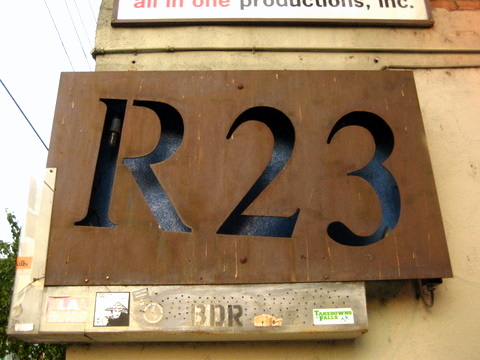 all in one productions, inc.
R23
BDR